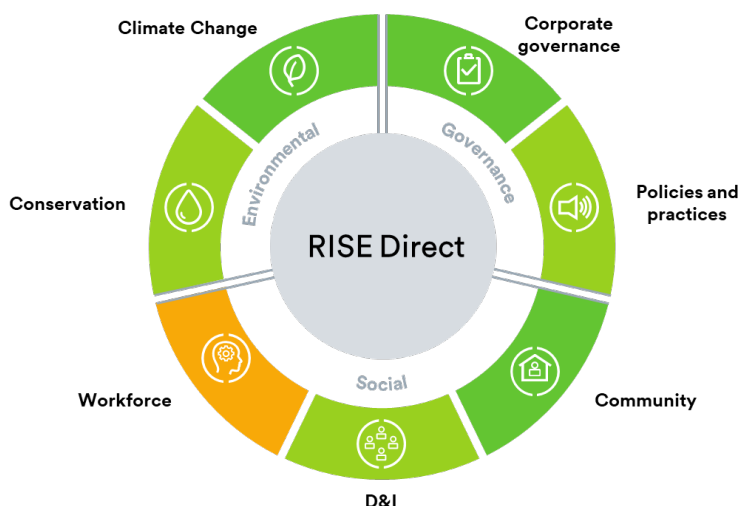 Climate Change
Corporate
governance
Environmental
Governance
Conservation
Policies and
practices
RISE Direct
Social
Workforce
Community
D&I